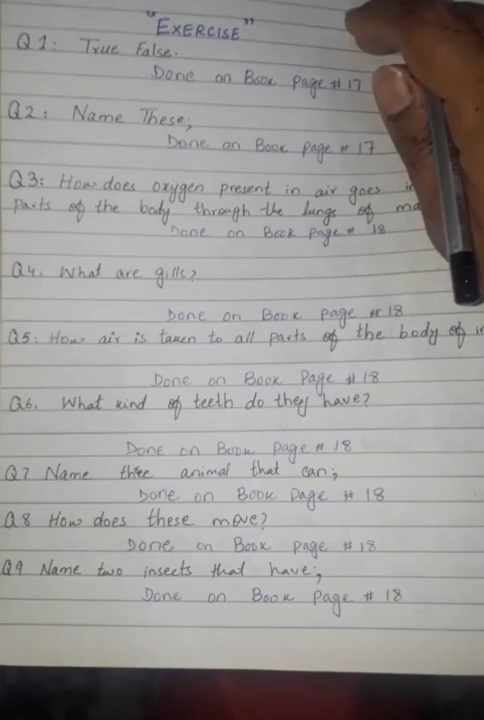 "EXERCISE"
Q1: True False.
Done on Book page # 17
Q2: Name These;
Done on Book page # 17
Q3: How does oxygen present in air goes
parts of the body through the lungs of
Done on Book page # 18
Q4. What are gills?
Done on Book page # 18
Q5: How air is taken to all parts of the body of
Done on Book Page # 18
Q6. What kind of teeth do they have?
Done on Book page # 18
Q7 Name three animal that can;
Done on Book page # 18
Q8 How does these move?
Done on Book page # 18
Q9 Name two insects that have;
Done on Book page # 18